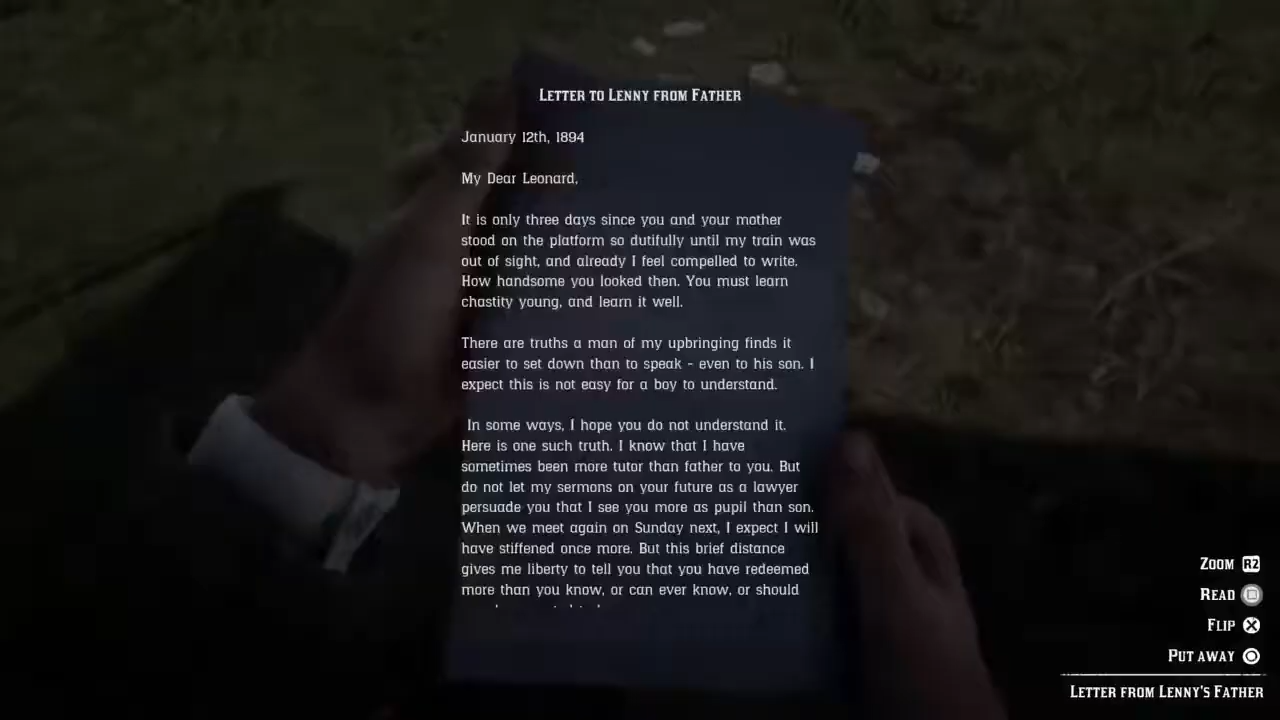 Letter to Lenny from Father
January 12th, 1894
My Dear Leonard,
It is only three days since you and your mother
stood on the platform so dutifully until my train was
out of sight, and already I feel compelled to write.
How handsome you looked then. You must learn
chastity young, and learn it well.
There are truths a man of my upbringing finds it
easier to set down than to speak - even to his son. I
expect this is not easy for a boy to understand.
In some ways, I hope you do not understand it.
Here is one such truth. I know that I have
sometimes been more tutor than father to you. But
do not let my sermons on your future as a lawyer
persuade you that I see you more as pupil than son.
When we meet again on Sunday next, I expect I will
have stiffened once more. But this brief distance
gives me liberty to tell you that you have redeemed
more than you know, or can ever know, or should
Zoom R2
Read
Flip
Put away
Letter from Lenny's Father